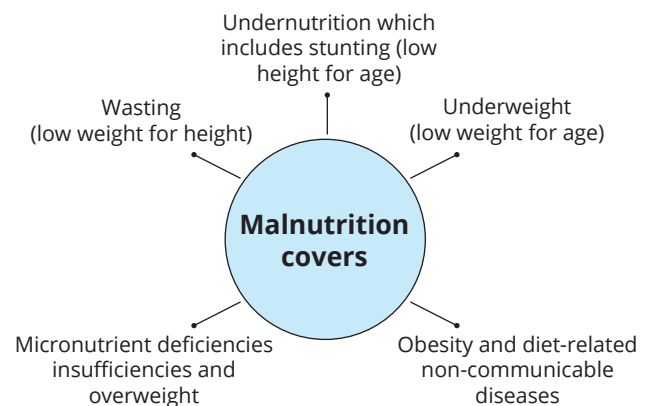 Undernutrition which
includes stunting (low
height for age)
Wasting
(low weight for height)
Underweight
(low weight for age)
Malnutrition
covers
Micronutrient deficiencies
insufficiencies and
overweight
Obesity and diet-related
non-communicable
diseases